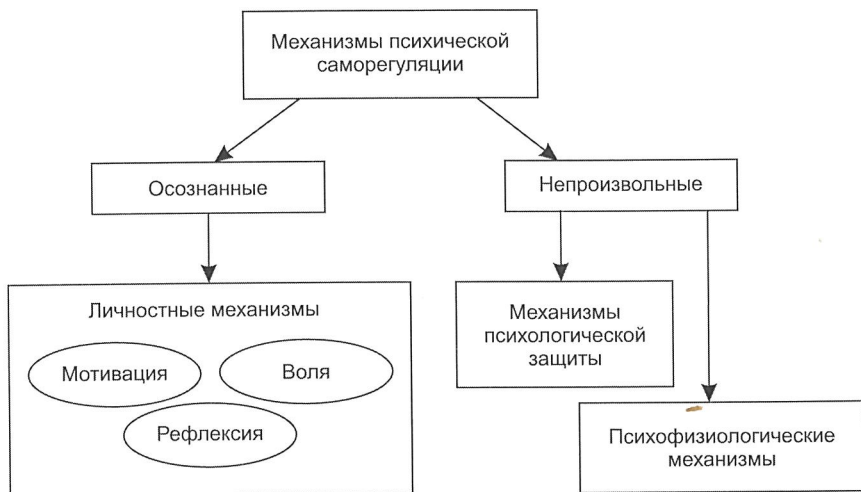 Механизмы психической
саморегуляции
Осознанные
Непроизвольные
Личностные механизмы
Мотивация
Воля
Рефлексия
Механизмы
психологической
защиты
Психофизиологические
механизмы